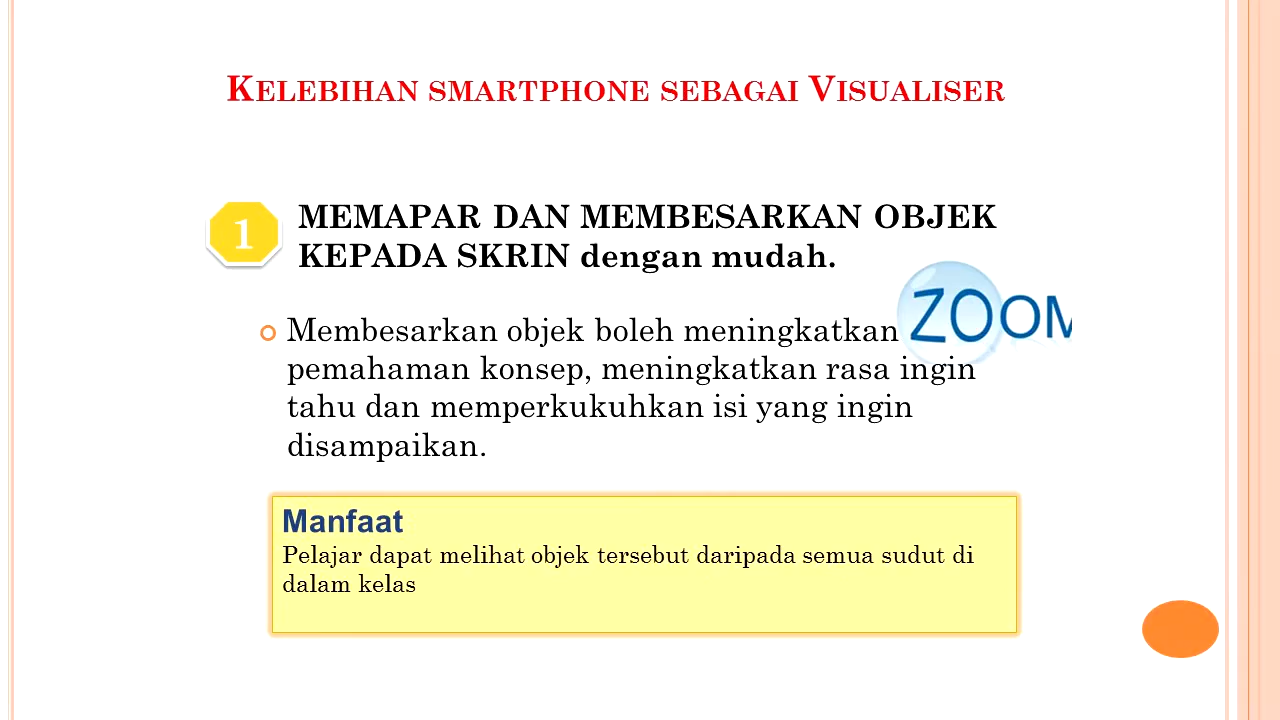 Kelebihan smartphone sebagai Visualiser
1
MEMAPAR DAN MEMBESARKAN OBJEK
KEPADA SKRIN dengan mudah.
ZOOM
Membesarkan objek boleh meningkatkan
pemahaman konsep, meningkatkan rasa ingin
tahu dan memperkukuhkan isi yang ingin
disampaikan.
Manfaat
Pelajar dapat melihat objek tersebut daripada semua sudut di
dalam kelas